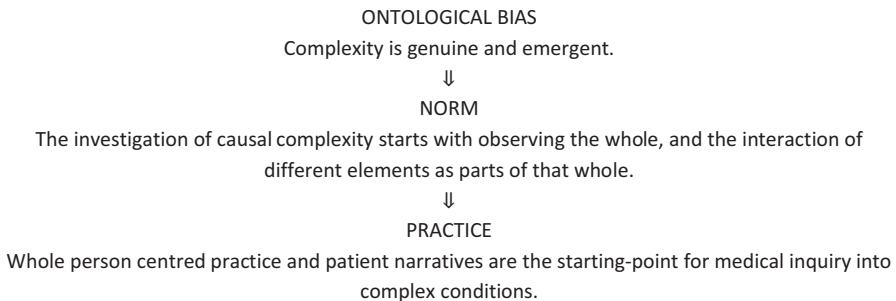 ONTOLOGICAL BIAS
Complexity is genuine and emergent.
⇓
NORM
The investigation of causal complexity starts with observing the whole, and the interaction of
different elements as parts of that whole.
⇓
PRACTICE
Whole person centred practice and patient narratives are the starting-point for medical inquiry into
complex conditions.